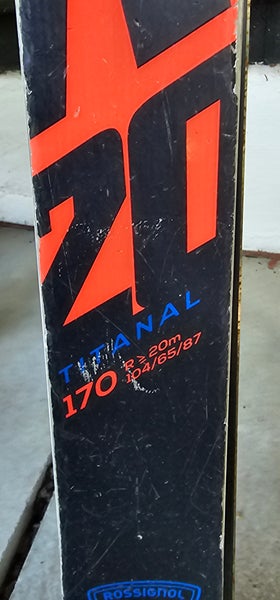 20
TITANAL
170 R ≥ 20m
104/65/87
ROSSIGNOL